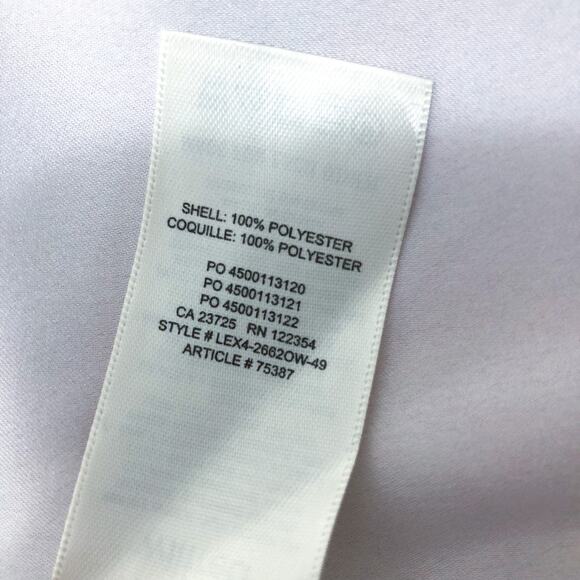 SHELL: 100% POLYESTER
COQUILLE: 100% POLYESTER
PO 4500113120
PO 4500113121
PO 4500113122
CA 23725 RN 122354
STYLE # LEX4-2662OW-49
ARTICLE # 75387